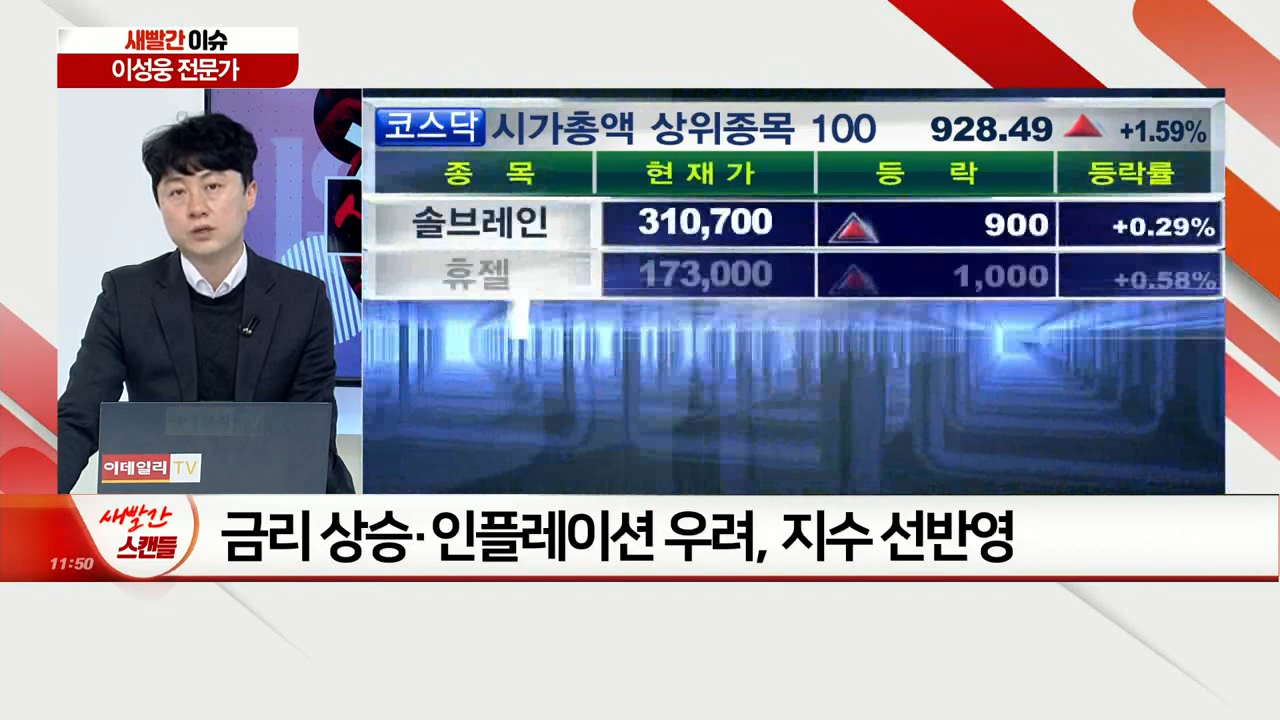 새빨간 이슈
이성웅 전문가
코스닥 시가총액 상위종목 100 928.49 ▲ +1.59%
종 목 현 재 가 등 락 등락률
솔브레인 310,700 ▲ 900 +0.29%
휴젤 173,000 ▲ 1,000 +0.58%
이데일리 TV
새빨간
스캔들
11:50
금리 상승·인플레이션 우려, 지수 선반영